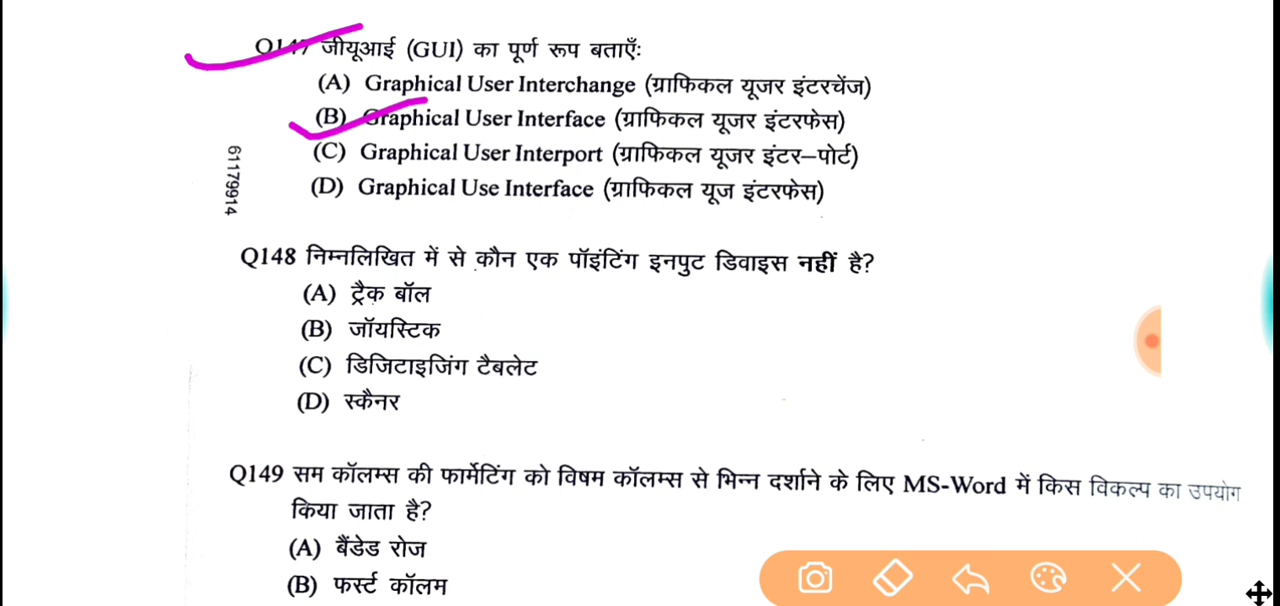 Q147 जीयूआई (GUI) का पूर्ण रूप बताएँः
(A) Graphical User Interchange (ग्राफिकल यूजर इंटरचेंज)
(B) Graphical User Interface (ग्राफिकल यूजर इंटरफेस)
(C) Graphical User Interport (ग्राफिकल यूजर इंटर–पोर्ट)
(D) Graphical Use Interface (ग्राफिकल यूज इंटरफेस)
61179914
Q148 निम्नलिखित में से कौन एक पॉइंटिंग इनपुट डिवाइस नहीं है?
(A) ट्रैक बॉल
(B) जॉयस्टिक
(C) डिजिटाइजिंग टैबलेट
(D) स्कैनर
Q149 सम कॉलम्स की फार्मेटिंग को विषम कॉलम्स से भिन्न दर्शाने के लिए MS-Word में किस विकल्प का उपयोग
किया जाता है?
(A) बैंडेड रोज
(B) फर्स्ट कॉलम